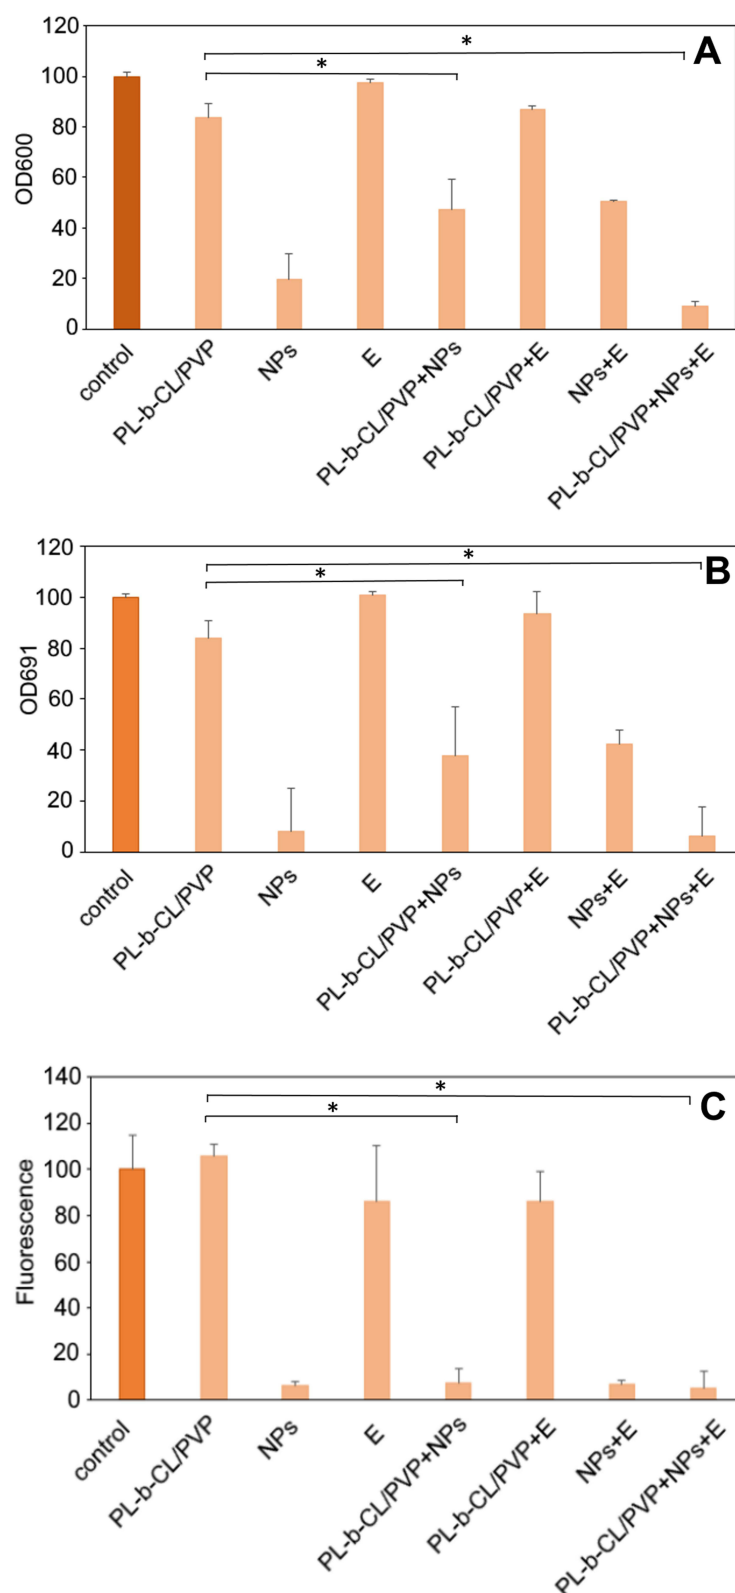 A
*
*
OD600
120
100
80
60
40
20
0
control
PL-b-CL/PVP
NPs
E
PL-b-CL/PVP+NPs
PL-b-CL/PVP+E
NPs+E
PL-b-CL/PVP+NPs+E
B
*
*
OD691
120
100
80
60
40
20
0
control
PL-b-CL/PVP
NPs
E
PL-b-CL/PVP+NPs
PL-b-CL/PVP+E
NPs+E
PL-b-CL/PVP+NPs+E
C
*
*
Fluorescence
140
120
100
80
60
40
20
0
control
PL-b-CL/PVP
NPs
E
PL-b-CL/PVP+NPs
PL-b-CL/PVP+E
NPs+E
PL-b-CL/PVP+NPs+E